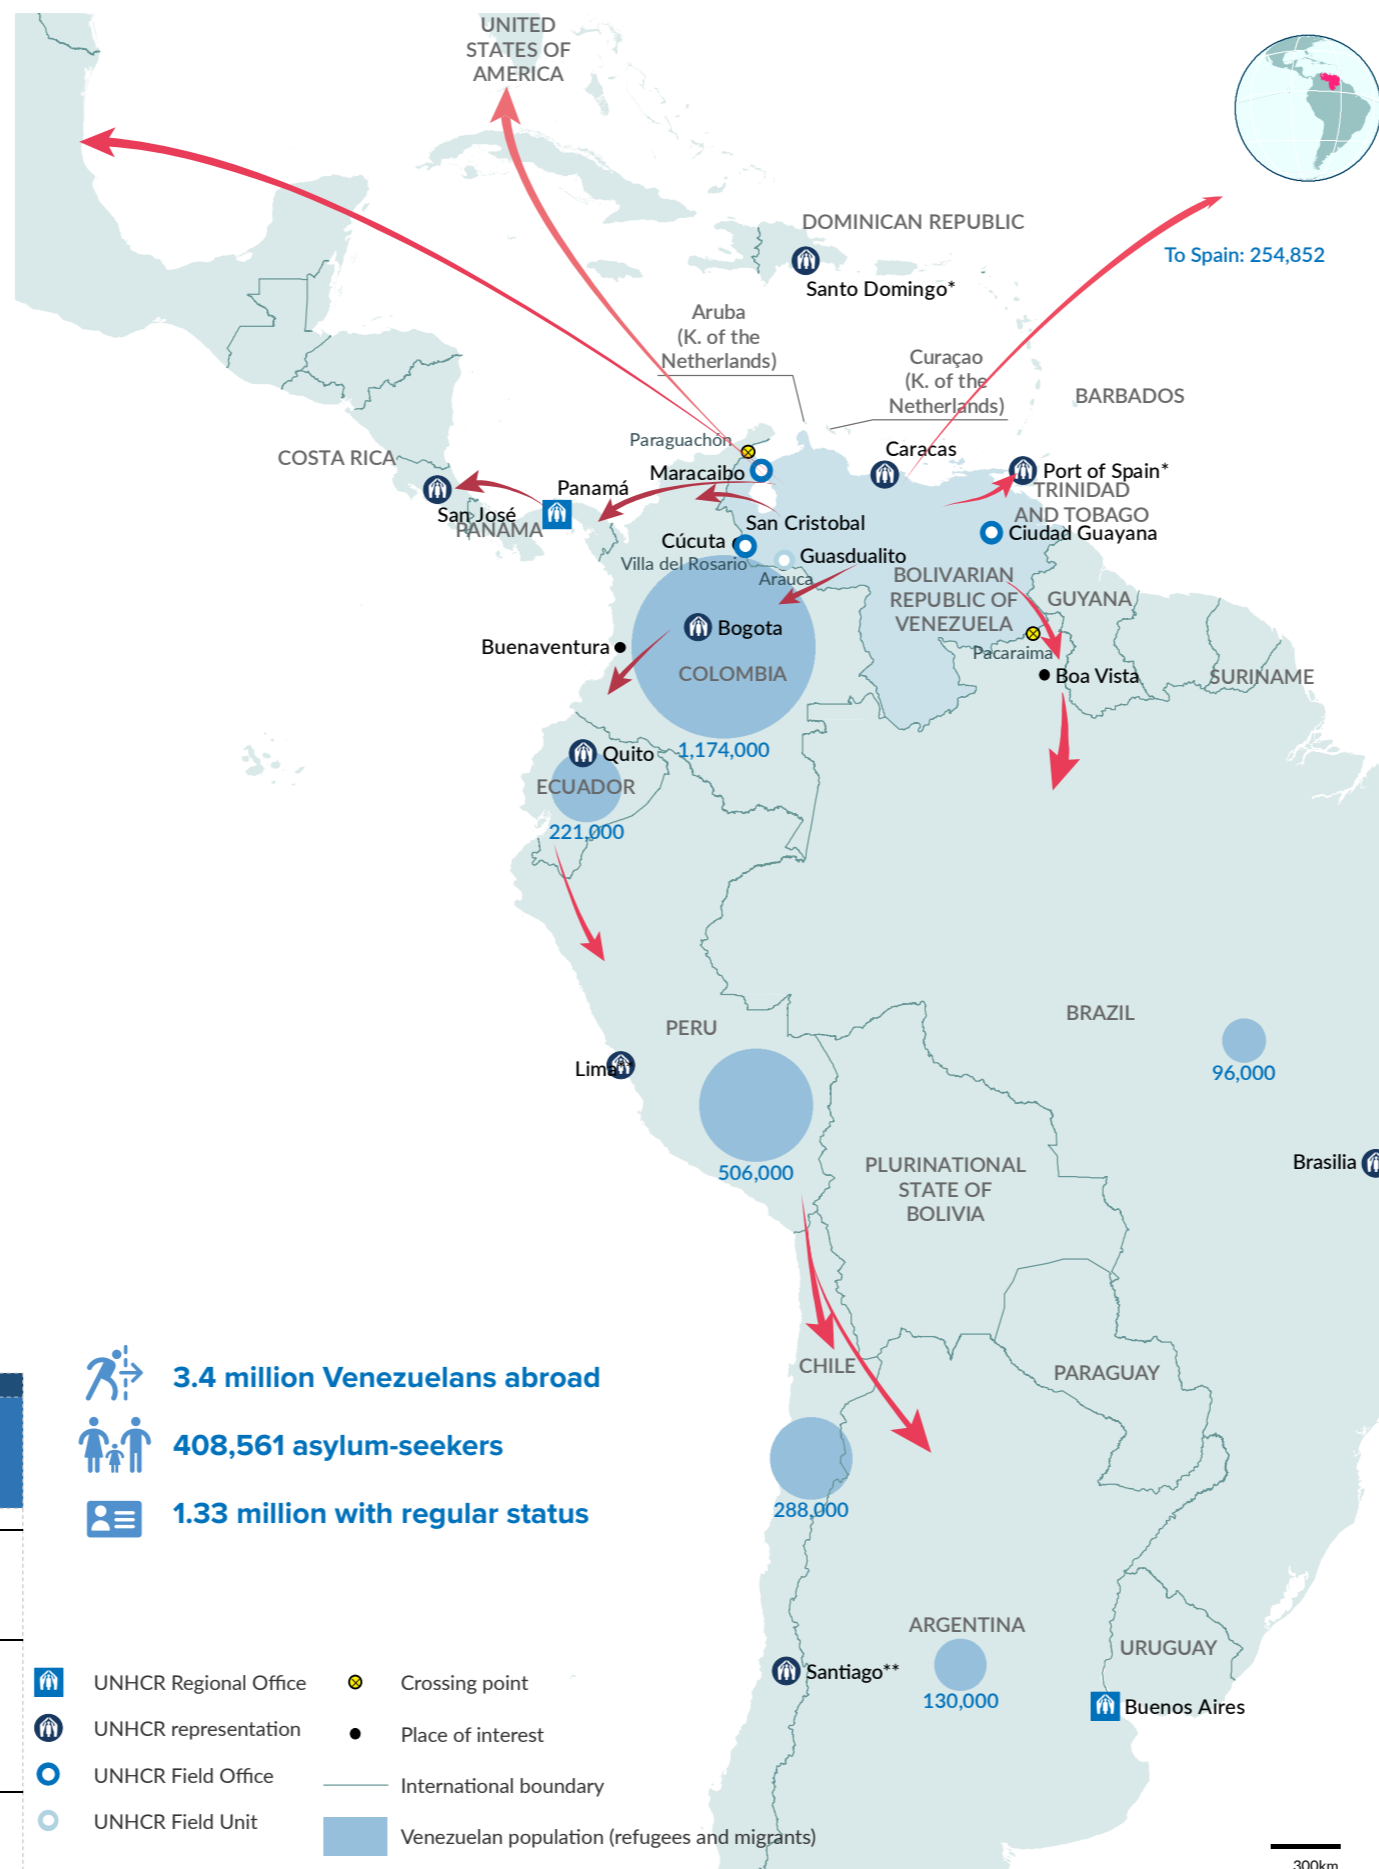 UNITED
STATES OF
AMERICA
DOMINICAN REPUBLIC
To Spain: 254,852
Santo Domingo*
Aruba
(K. of the
Netherlands)
Curaçao
(K. of the
Netherlands)
BARBADOS
Paraguachón
Caracas
COSTA RICA
Maracaibo
Port of Spain*
Panamá
TRINIDAD
AND TOBAGO
San José
PANAMA
San Cristobal
Ciudad Guayana
Cúcuta
Villa del Rosario
Guasdualito
Arauca
BOLIVARIAN
REPUBLIC OF
VENEZUELA
GUYANA
Bogota
Buenaventura
Pacaraima
COLOMBIA
Boa Vista
SURINAME
1,174,000
Quito
ECUADOR
221,000
BRAZIL
PERU
Lima
96,000
506,000
PLURINATIONAL
STATE OF
BOLIVIA
Brasilia
CHILE
PARAGUAY
3.4 million Venezuelans abroad
408,561 asylum-seekers
1.33 million with regular status
288,000
ARGENTINA
URUGUAY
Santiago**
130,000
Buenos Aires
UNHCR Regional Office
UNHCR representation
UNHCR Field Office
UNHCR Field Unit
Crossing point
Place of interest
International boundary
Venezuelan population (refugees and migrants)
300km